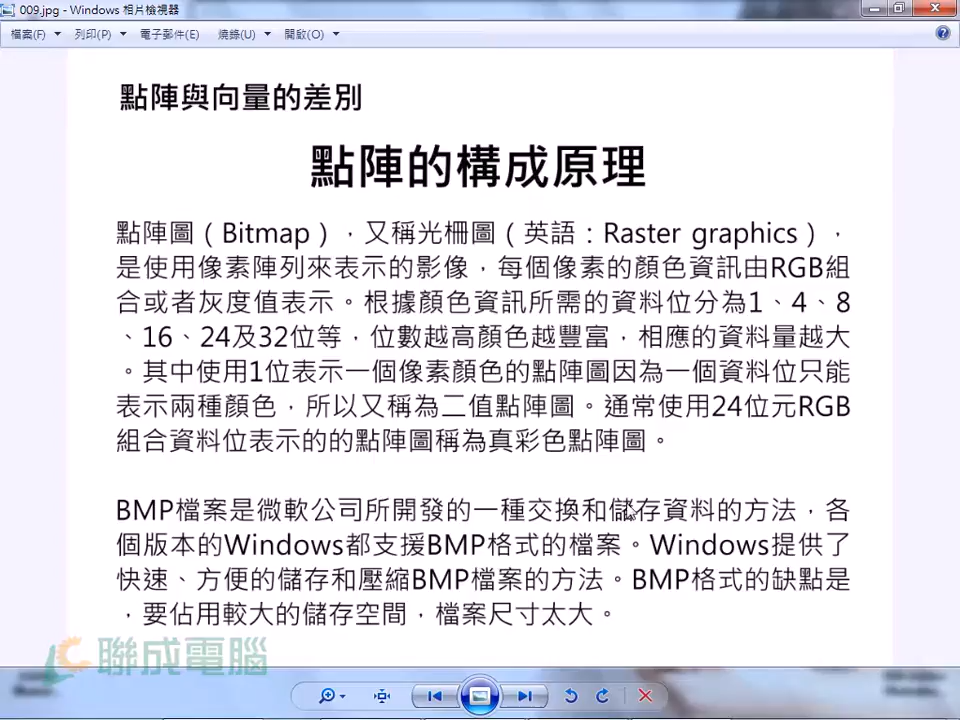 009.jpg - Windows 相片檢視器
檔案(F) 列印(P) 電子郵件(E) 燒錄(U) 開啟(O)
點陣與向量的差別
點陣的構成原理
點陣圖（Bitmap），又稱光柵圖（英語：Raster graphics），
是使用像素陣列來表示的影像，每個像素的顏色資訊由RGB組
合或者灰度值表示。根據顏色資訊所需的資料位分為1、4、8
、16、24及32位等，位數越高顏色越豐富，相應的資料量越大
。其中使用1位表示一個像素顏色的點陣圖因為一個資料位只能
表示兩種顏色，所以又稱為二值點陣圖。通常使用24位元RGB
組合資料位表示的的點陣圖稱為真彩色點陣圖。
BMP檔案是微軟公司所開發的一種交換和儲存資料的方法，各
個版本的Windows都支援BMP格式的檔案。Windows提供了
快速、方便的儲存和壓縮BMP檔案的方法。BMP格式的缺點是
，要佔用較大的儲存空間，檔案尺寸太大。
聯成電腦